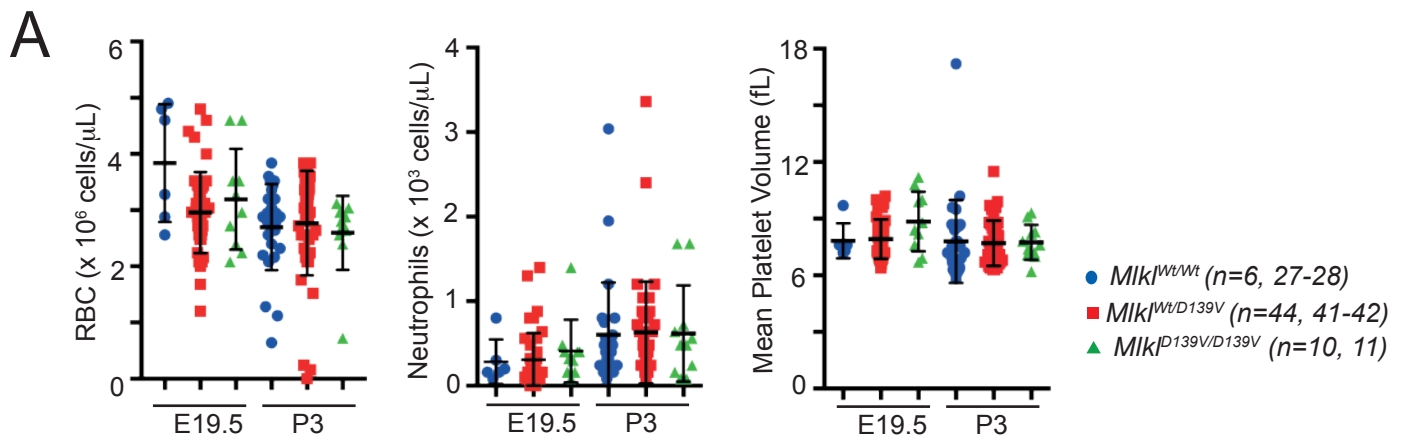 A
RBC (x 10⁶ cells/μL)
6
4
2
0
E19.5 P3
Neutrophils (x 10³ cells/μL)
4
3
2
1
0
E19.5 P3
Mean Platelet Volume (fL)
18
12
6
0
E19.5 P3
Mlkl^Wt/Wt (n=6, 27-28)
Mlkl^Wt/D139V (n=44, 41-42)
Mlkl^D139V/D139V (n=10, 11)